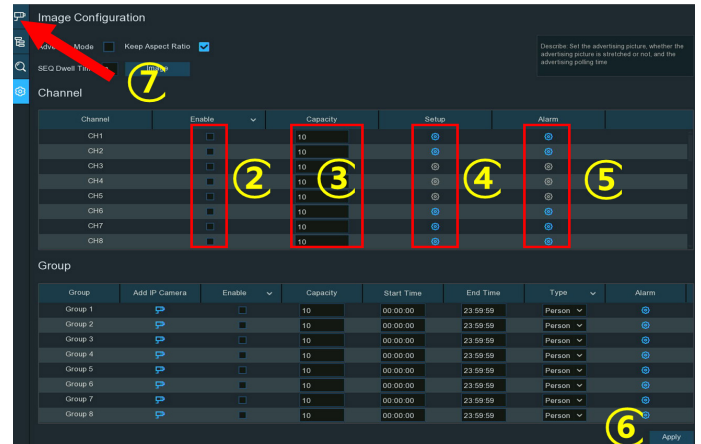 Image Configuration
Mode Keep Aspect Ratio
SEQ Dwell
Describe: Set the advertising picture, whether the
advertising picture is stretched or not, and the
advertising polling time
⑦
Channel
Channel Enable Capacity Setup Alarm
CH1 10
CH2 10
CH3 10
CH4 10
CH5 10
CH6 10
CH7 10
CH8 10
② ③ ④ ⑤
Group
Group Add IP Camera Enable Capacity Start Time End Time Type Alarm
Group 1 10 00:00:00 23:59:59 Person
Group 2 10 00:00:00 23:59:59 Person
Group 3 10 00:00:00 23:59:59 Person
Group 4 10 00:00:00 23:59:59 Person
Group 5 10 00:00:00 23:59:59 Person
Group 6 10 00:00:00 23:59:59 Person
Group 7 10 00:00:00 23:59:59 Person
Group 8 10 00:00:00 23:59:59 Person
⑥
Apply